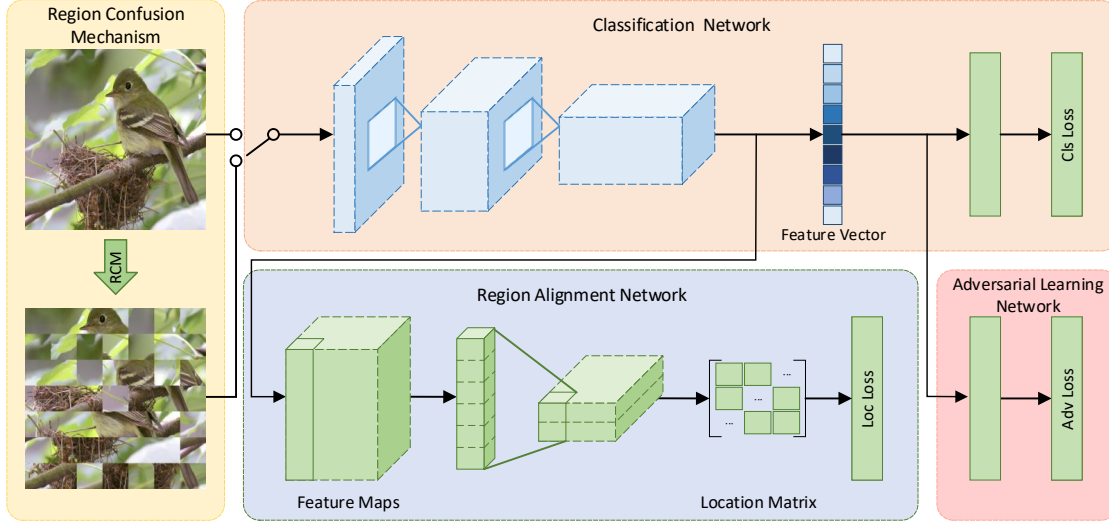 Region Confusion
Mechanism
RCM
Classification Network
Feature Vector
Cls Loss
Region Alignment Network
Feature Maps
...
...
...
Location Matrix
Loc Loss
Adversarial Learning
Network
Adv Loss